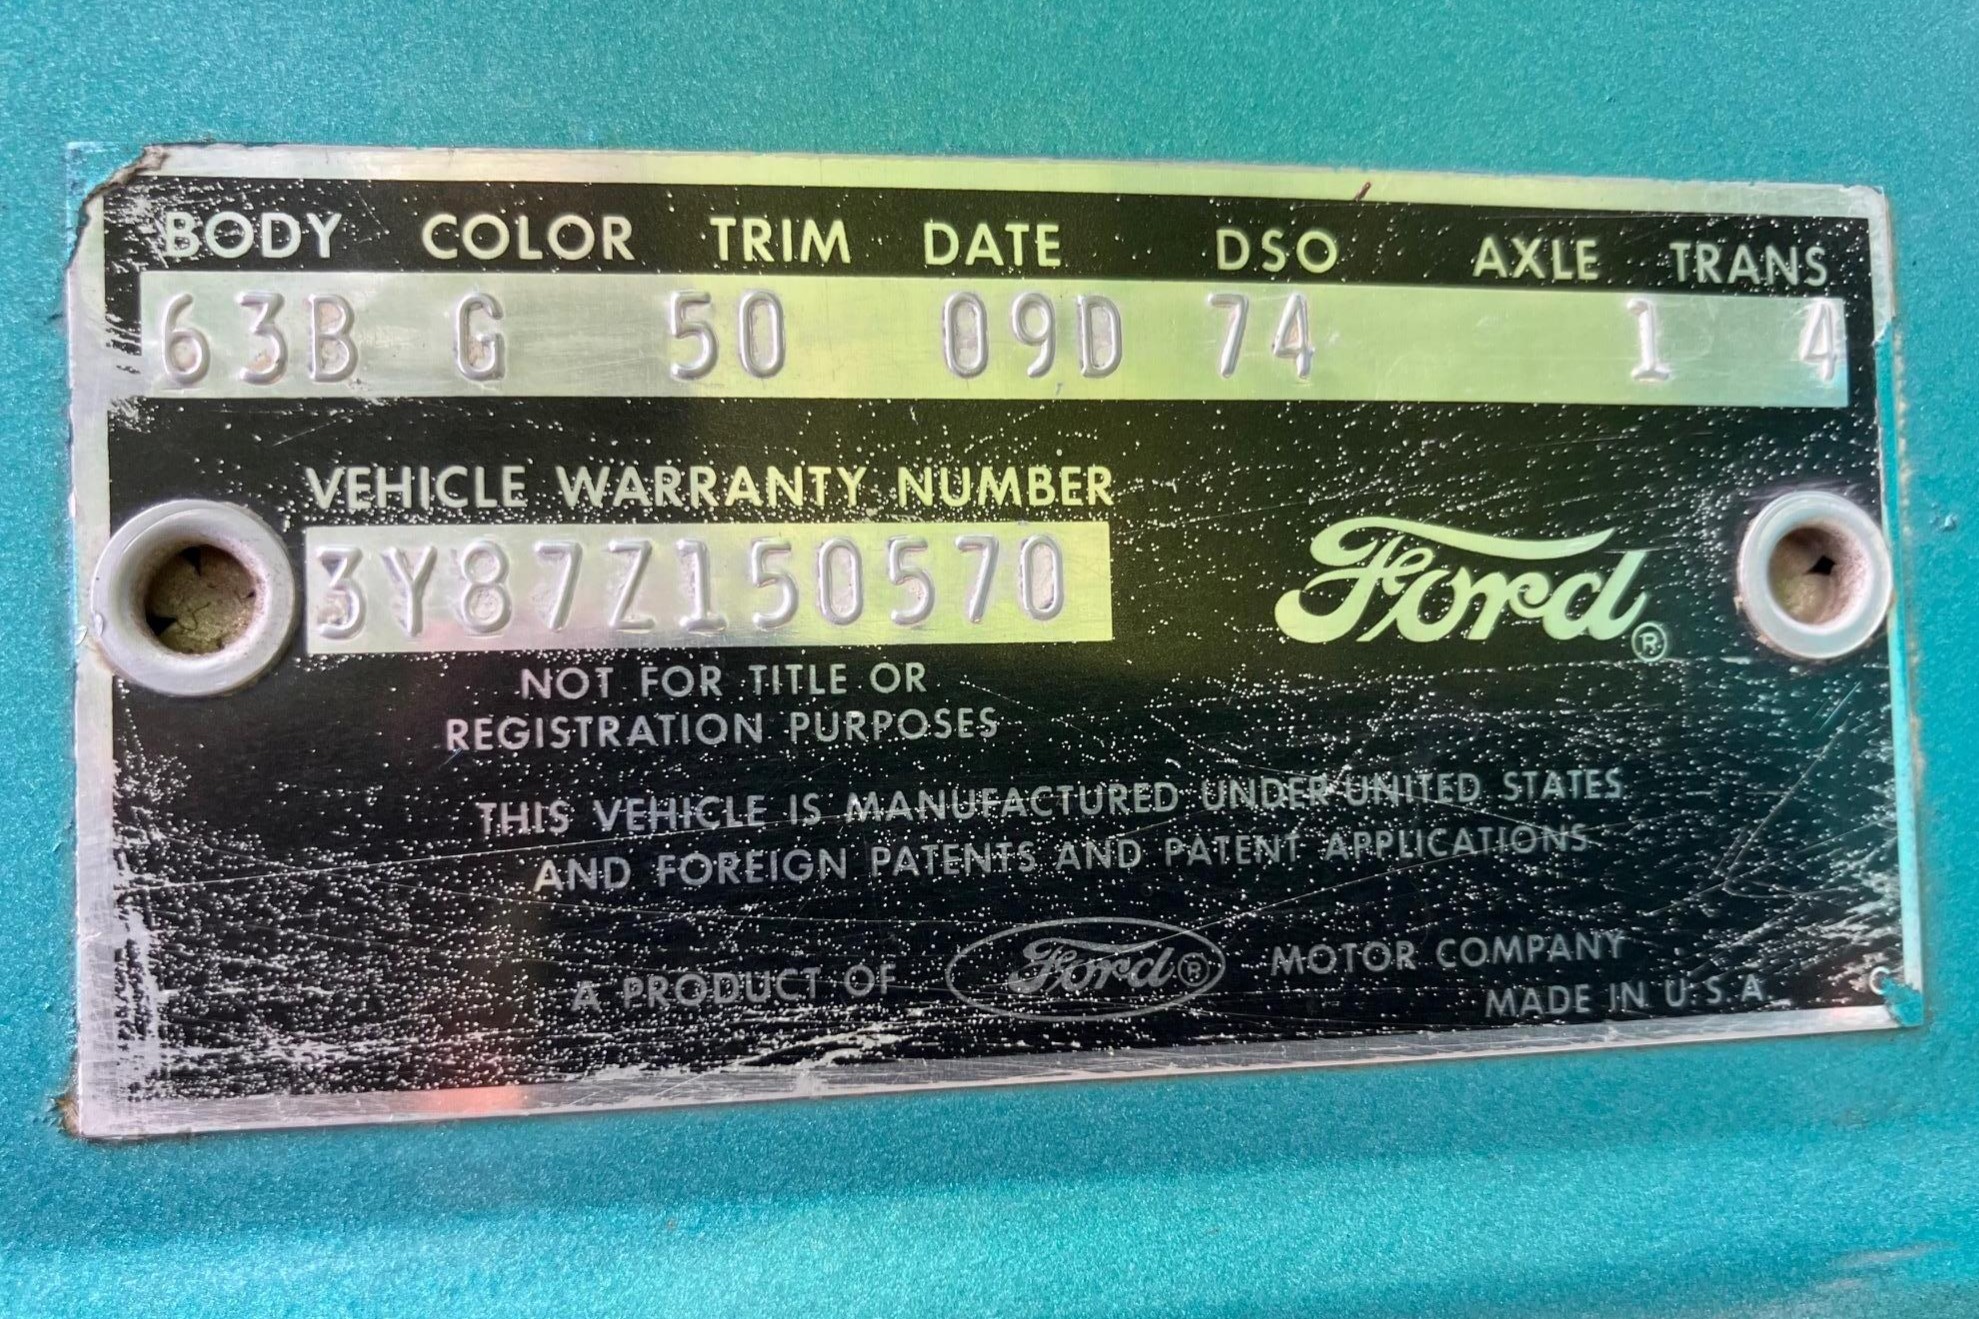 BODY COLOR TRIM DATE DSO AXLE TRANS
63B G 50 09D 74 1 4
VEHICLE WARRANTY NUMBER
3Y87Z150570
Ford®
NOT FOR TITLE OR
REGISTRATION PURPOSES
THIS VEHICLE IS MANUFACTURED UNDER UNITED STATES
AND FOREIGN PATENTS AND PATENT APPLICATIONS
A PRODUCT OF Ford® MOTOR COMPANY
MADE IN U.S.A.